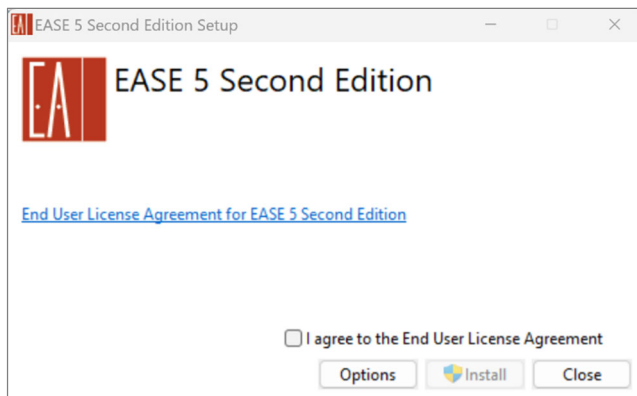 EASE 5 Second Edition Setup
EA
EASE 5 Second Edition
End User License Agreement for EASE 5 Second Edition
I agree to the End User License Agreement
Options
Install
Close